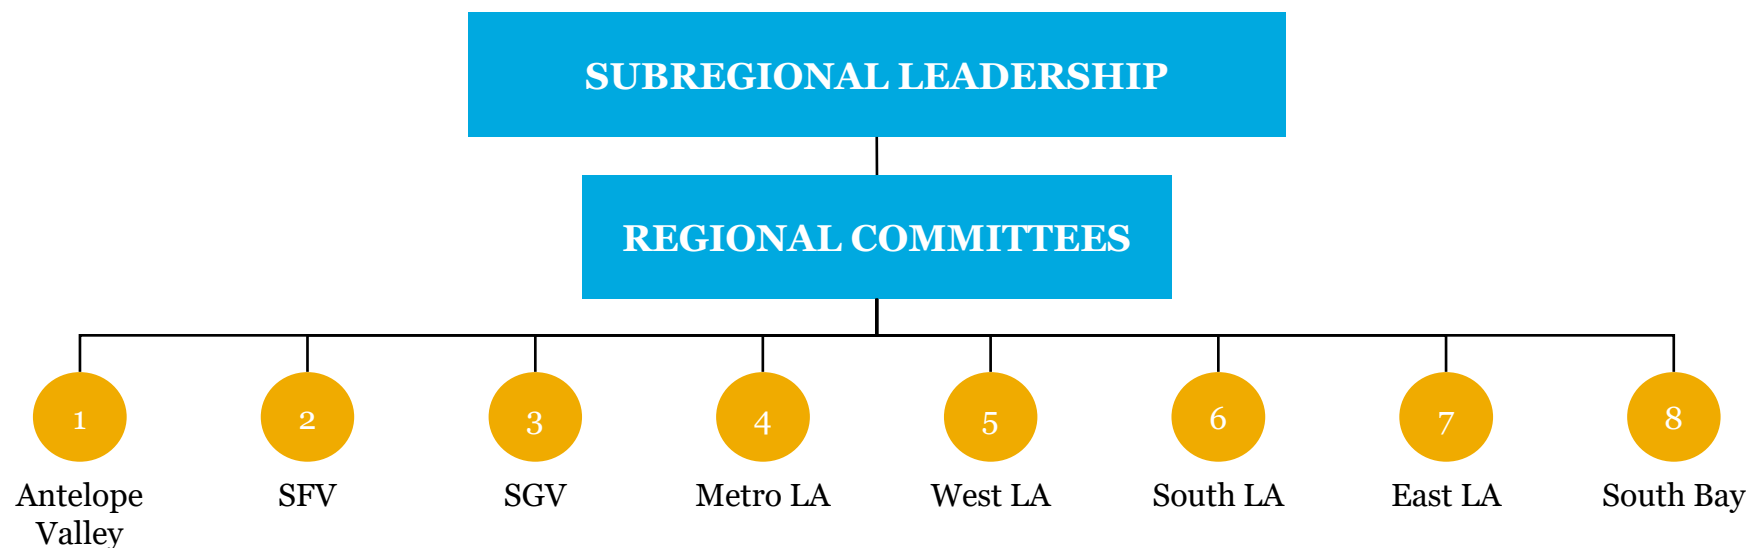 SUBREGIONAL LEADERSHIP
REGIONAL COMMITTEES
1
2
3
4
5
6
7
8
Antelope
Valley
SFV
SGV
Metro LA
West LA
South LA
East LA
South Bay